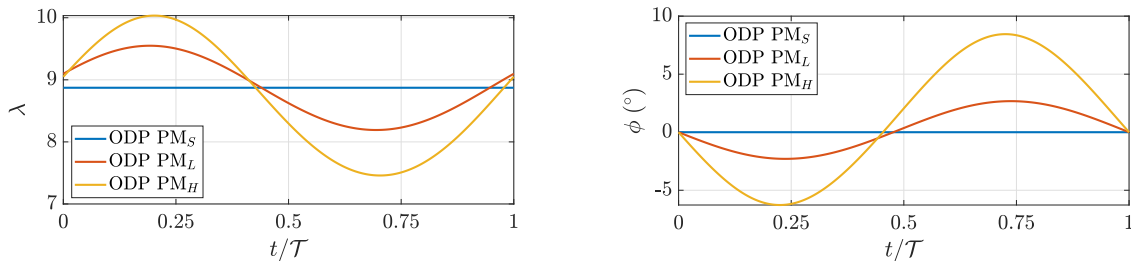 10
9
8
7
λ
ODP PM_S
ODP PM_L
ODP PM_H
0
0.25
0.5
0.75
1
t/𝒯
10
5
0
-5
ϕ (°)
ODP PM_S
ODP PM_L
ODP PM_H
0
0.25
0.5
0.75
1
t/𝒯